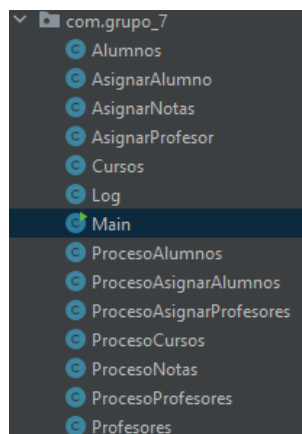 com.grupo_7
Alumnos
AsignarAlumno
AsignarNotas
AsignarProfesor
Cursos
Log
Main
ProcesoAlumnos
ProcesoAsignarAlumnos
ProcesoAsignarProfesores
ProcesoCursos
ProcesoNotas
ProcesoProfesores
Profesores